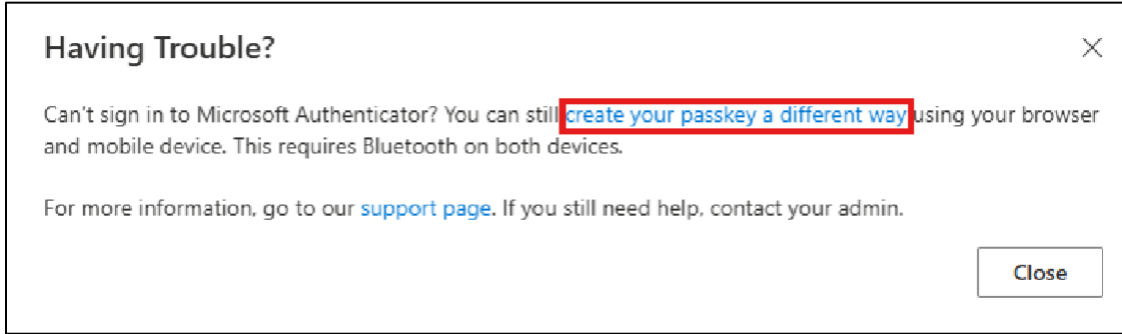 Having Trouble?
Can't sign in to Microsoft Authenticator? You can still create your passkey a different way using your browser
and mobile device. This requires Bluetooth on both devices.
For more information, go to our support page. If you still need help, contact your admin.
Close